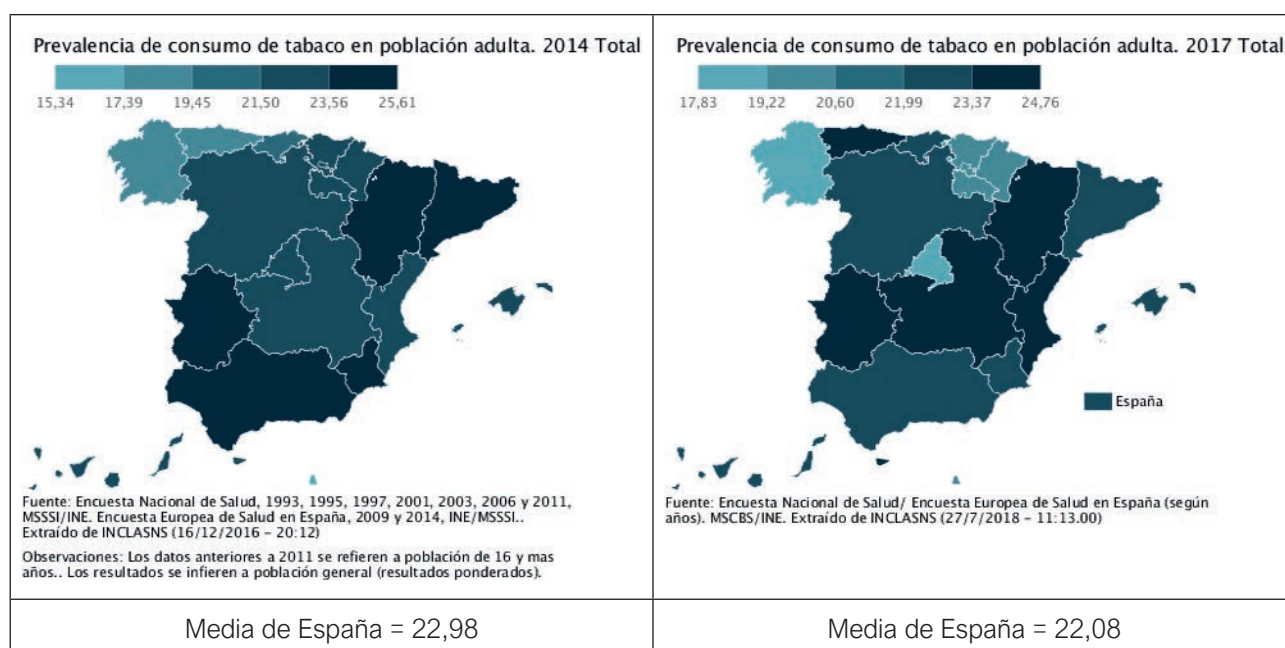 Prevalencia de consumo de tabaco en población adulta. 2014 Total
15,34 17,39 19,45 21,50 23,56 25,61
Fuente: Encuesta Nacional de Salud, 1993, 1995, 1997, 2001, 2003, 2006 y 2011,
MSSSI/INE. Encuesta Europea de Salud en España, 2009 y 2014, INE/MSSSI..
Extraído de INCLASNS (16/12/2016 - 20:12)
Observaciones: Los datos anteriores a 2011 se refieren a población de 16 y mas
años.. Los resultados se infieren a población general (resultados ponderados).
Media de España = 22,98
Prevalencia de consumo de tabaco en población adulta. 2017 Total
17,83 19,22 20,60 21,99 23,37 24,76
España
Fuente: Encuesta Nacional de Salud/ Encuesta Europea de Salud en España (según
años). MSCBS/INE. Extraído de INCLASNS (27/7/2018 - 11:13.00)
Media de España = 22,08